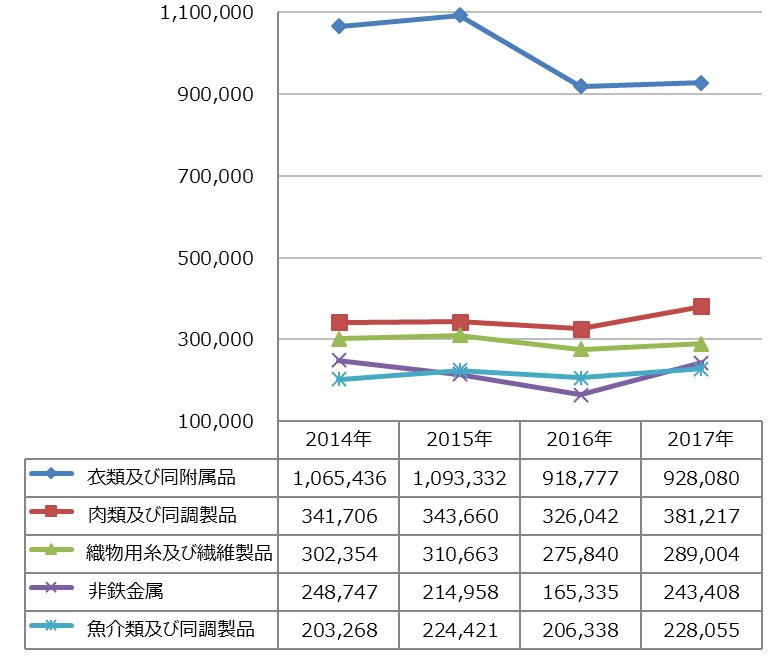 1,100,000
900,000
700,000
500,000
300,000
100,000
2014年 2015年 2016年 2017年
衣類及び同附属品 1,065,436 1,093,332 918,777 928,080
肉類及び同調製品 341,706 343,660 326,042 381,217
織物用糸及び繊維製品 302,354 310,663 275,840 289,004
非鉄金属 248,747 214,958 165,335 243,408
魚介類及び同調製品 203,268 224,421 206,338 228,055